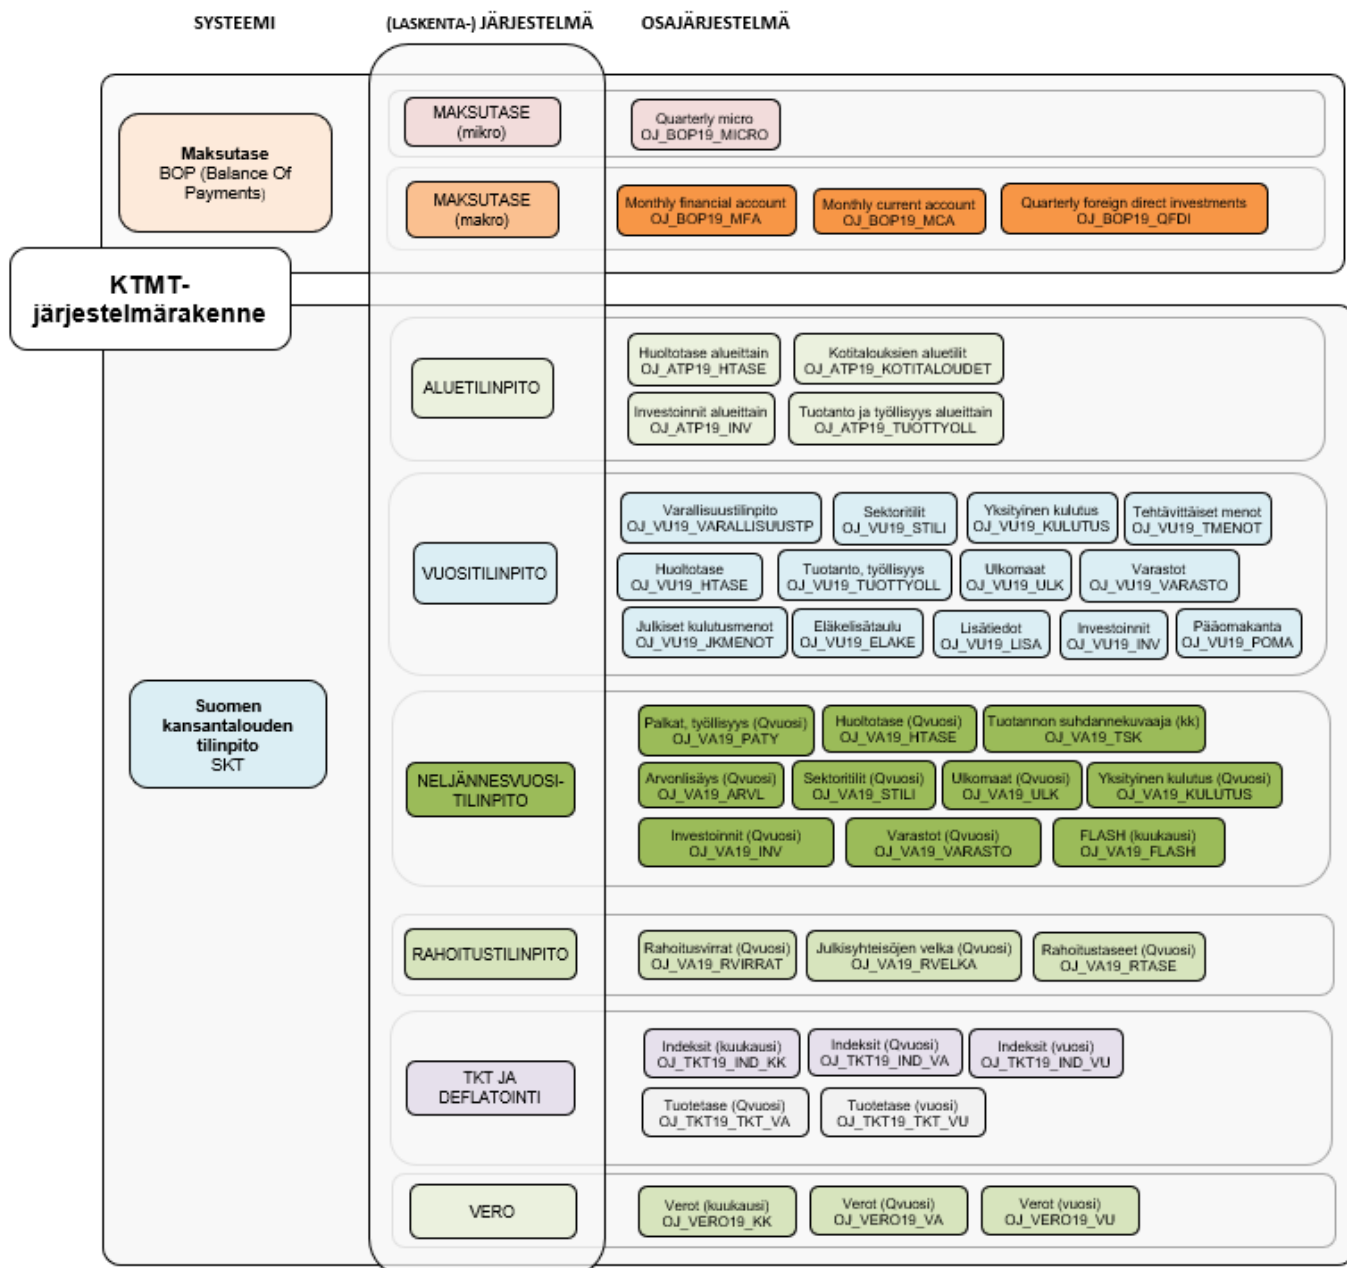 SYSTEEMI
(LASKENTA-) JÄRJESTELMÄ
OSAJÄRJESTELMÄ
Maksutase
BOP (Balance Of
Payments)
MAKSUTASE
(mikro)
Quarterly micro
OJ_BOP19_MICRO
MAKSUTASE
(makro)
Monthly financial account
OJ_BOP19_MFA
Monthly current account
OJ_BOP19_MCA
Quarterly foreign direct investments
OJ_BOP19_QFDI
KTMT-
järjestelmärakenne
Suomen
kansantalouden
tilinpito
SKT
ALUETILINPITO
Huoltotase alueittain
OJ_ATP19_HTASE
Kotitalouksien aluetilit
OJ_ATP19_KOTITALOUDET
Investoinnit alueittain
OJ_ATP19_INV
Tuotanto ja työllisyys alueittain
OJ_ATP19_TUOTTYOLL
VUOSITILINPITO
Varallisuustilinpito
OJ_VU19_VARALLISUUSTP
Sektoritilit
OJ_VU19_STILI
Yksityinen kulutus
OJ_VU19_KULUTUS
Tehtävittäiset menot
OJ_VU19_TMENOT
Huoltotase
OJ_VU19_HTASE
Tuotanto, työllisyys
OJ_VU19_TUOTTYOLL
Ulkomaat
OJ_VU19_ULK
Varastot
OJ_VU19_VARASTO
Julkiset kulutusmenot
OJ_VU19_JKMENOT
Eläkelisätaulu
OJ_VU19_ELAKE
Lisätiedot
OJ_VU19_LISA
Investoinnit
OJ_VU19_INV
Pääomakanta
OJ_VU19_POMA
NELJÄNNESVUOSI-
TILINPITO
Palkat, työllisyys (Qvuosi)
OJ_VA19_PATY
Huoltotase (Qvuosi)
OJ_VA19_HTASE
Tuotannon suhdannekuvaaja (kk)
OJ_VA19_TSK
Arvonlisäys (Qvuosi)
OJ_VA19_ARVL
Sektoritilit (Qvuosi)
OJ_VA19_STILI
Ulkomaat (Qvuosi)
OJ_VA19_ULK
Yksityinen kulutus (Qvuosi)
OJ_VA19_KULUTUS
Investoinnit (Qvuosi)
OJ_VA19_INV
Varastot (Qvuosi)
OJ_VA19_VARASTO
FLASH (kuukausi)
OJ_VA19_FLASH
RAHOITUSTILINPITO
Rahoitusvirrat (Qvuosi)
OJ_VA19_RVIRRAT
Julkisyhteisöjen velka (Qvuosi)
OJ_VA19_RVELKA
Rahoitustaseet (Qvuosi)
OJ_VA19_RTASE
TKT JA
DEFLATOINTI
Indeksit (kuukausi)
OJ_TKT19_IND_KK
Indeksit (Qvuosi)
OJ_TKT19_IND_VA
Indeksit (vuosi)
OJ_TKT19_IND_VU
Tuotetase (Qvuosi)
OJ_TKT19_TKT_VA
Tuotetase (vuosi)
OJ_TKT19_TKT_VU
VERO
Verot (kuukausi)
OJ_VERO19_KK
Verot (Qvuosi)
OJ_VERO19_VA
Verot (vuosi)
OJ_VERO19_VU